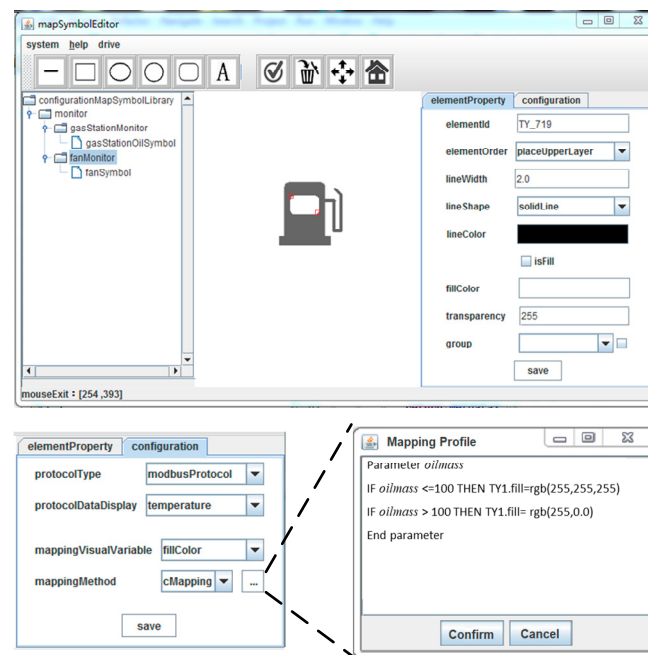 mapSymbolEditor
system help drive
A
configurationMapSymbolLibrary
monitor
gasStationMonitor
gasStationOilSymbol
fanMonitor
fanSymbol
elementProperty configuration
elementId TY_719
elementOrder placeUpperLayer
lineWidth 2.0
lineShape solidLine
lineColor
isFill
fillColor
transparency 255
group
save
mouseExit : [254 ,393]
elementProperty configuration
protocolType modbusProtocol
protocolDataDisplay temperature
mappingVisualVariable fillColor
mappingMethod cMapping ...
save
Mapping Profile
Parameter oilmass
IF oilmass <=100 THEN TY1.fill=rgb(255,255,255)
IF oilmass > 100 THEN TY1.fill= rgb(255,0.0)
End parameter
Confirm Cancel